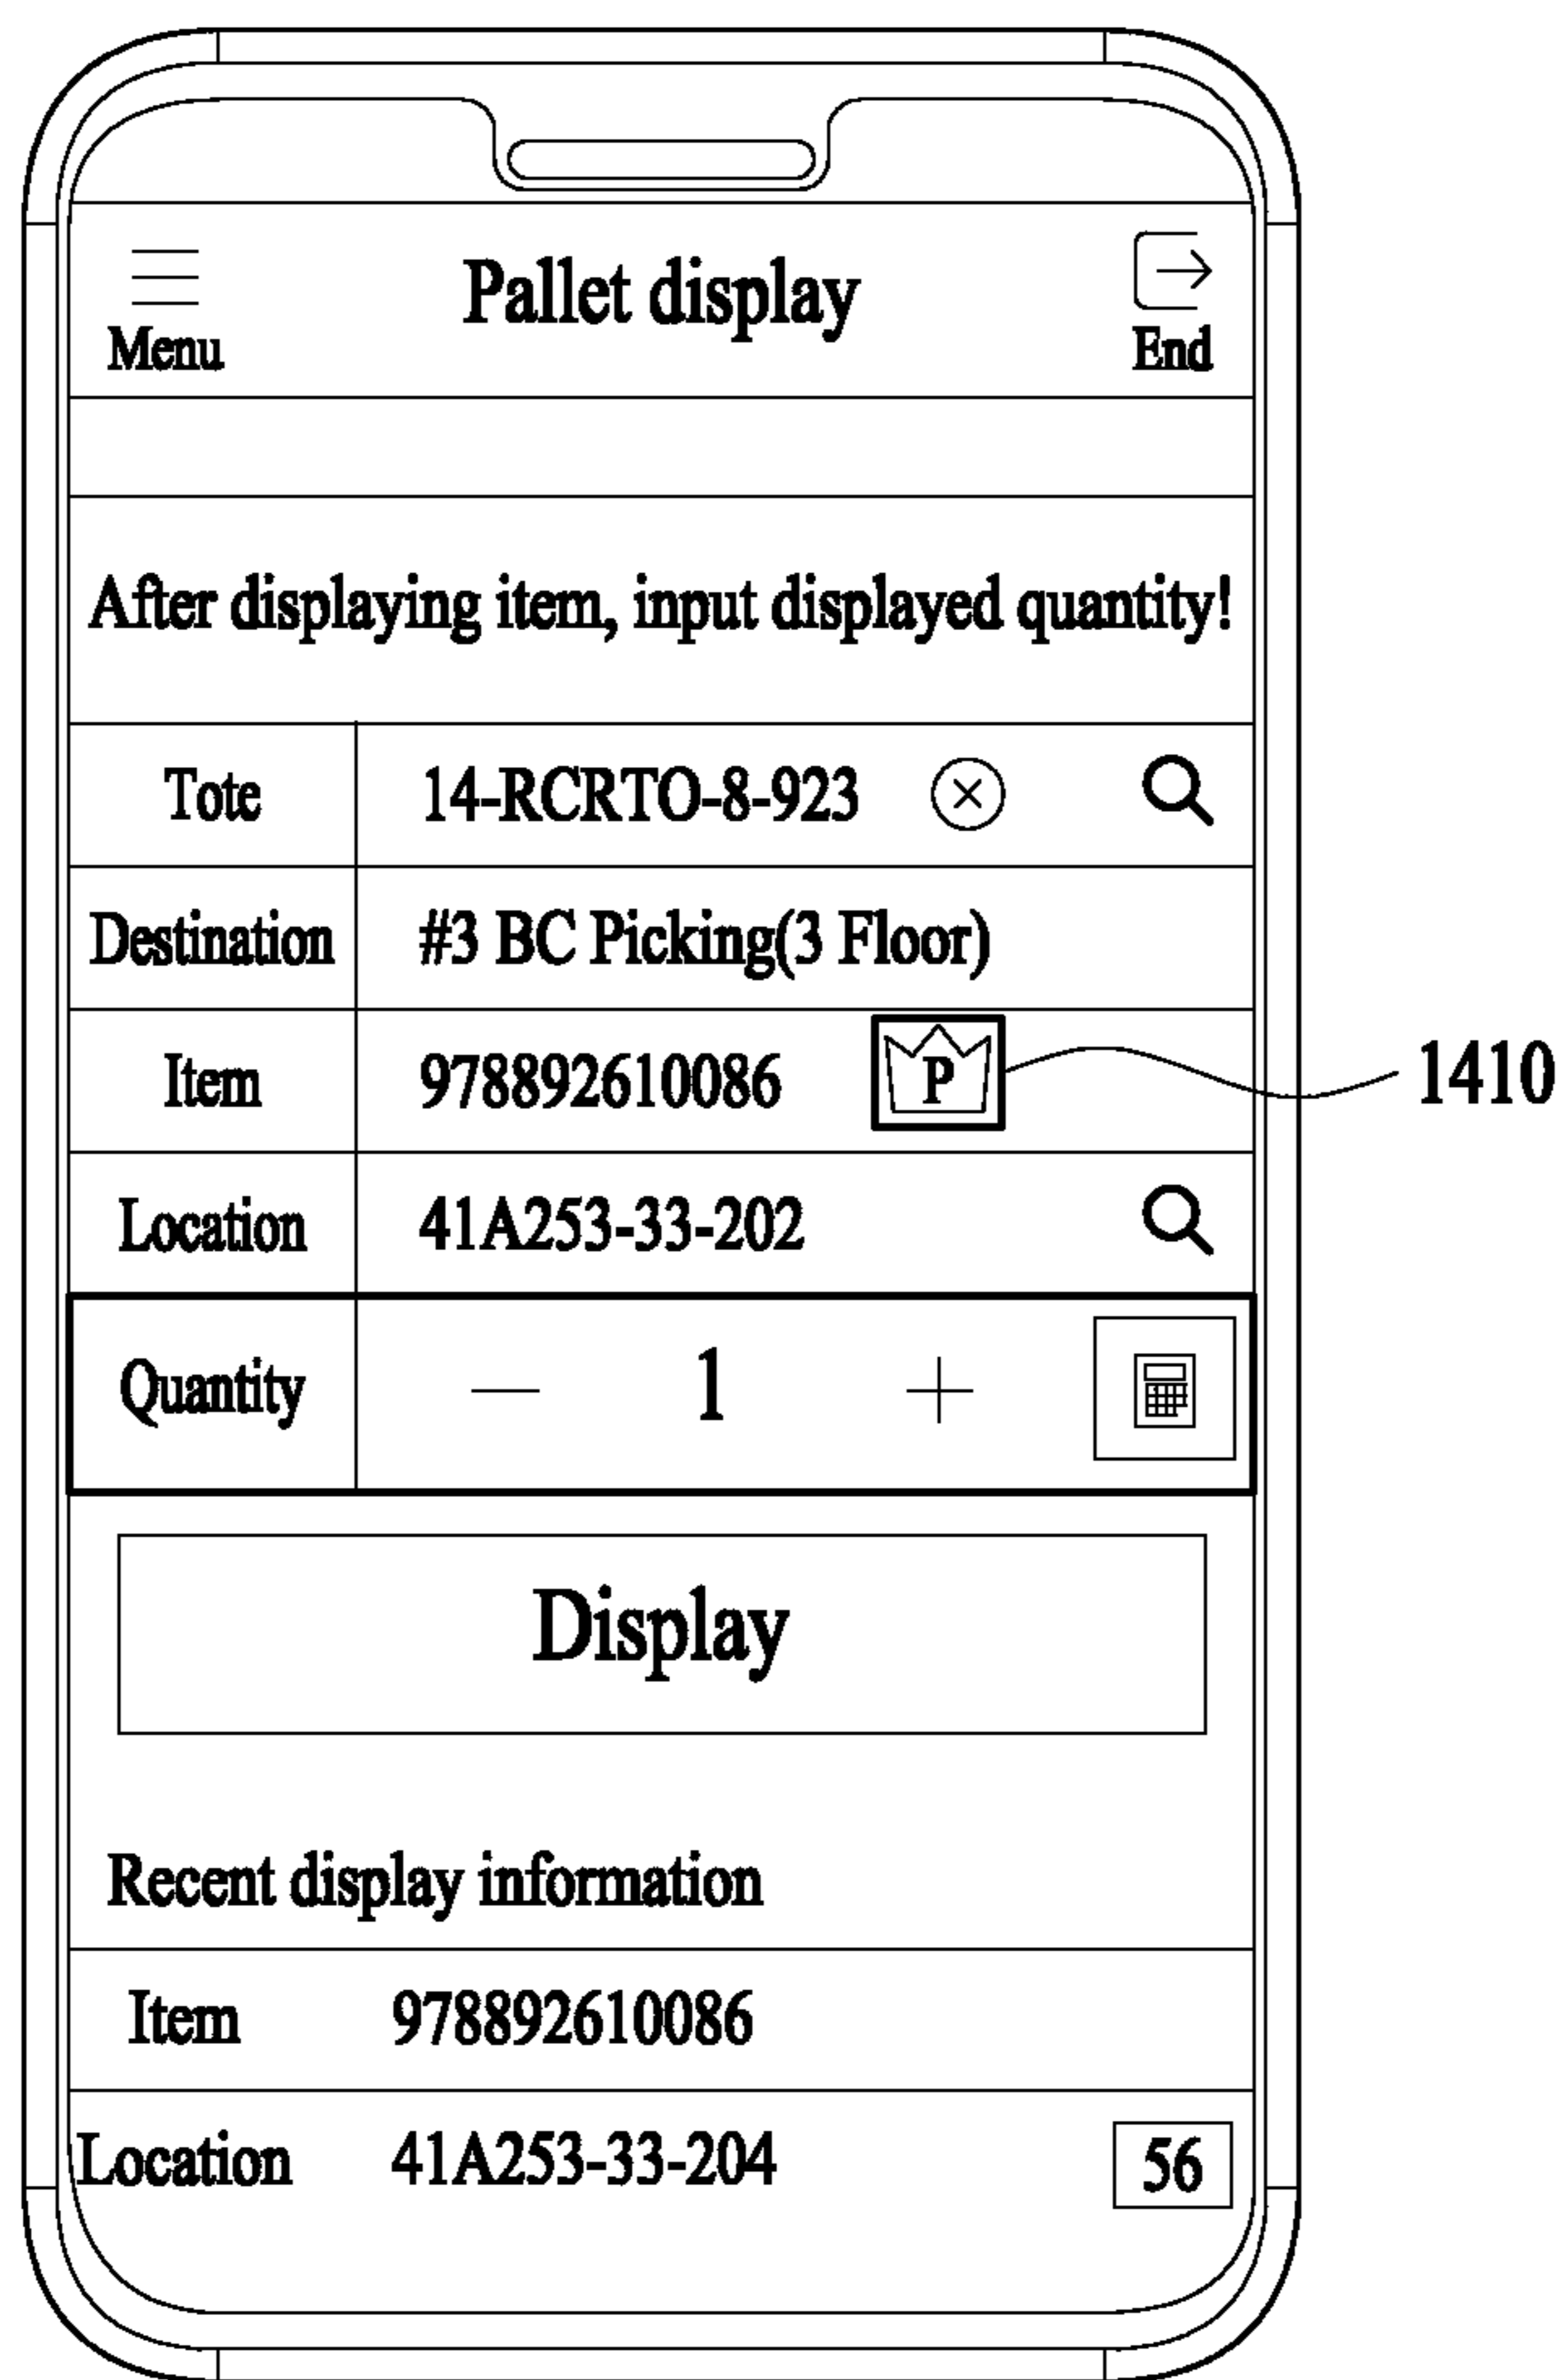 Pallet display
Menu
End
After displaying item, input displayed quantity!
Tote 14-RCRTO-8-923
Destination #3 BC Picking(3 Floor)
Item 978892610086 P 1410
Location 41A253-33-202
Quantity — 1 +
Display
Recent display information
Item 978892610086
Location 41A253-33-204 56